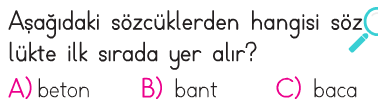 Aşağıdaki sözcüklerden hangisi söz
lükte ilk sırada yer alır?
A) beton B) bant C) baca